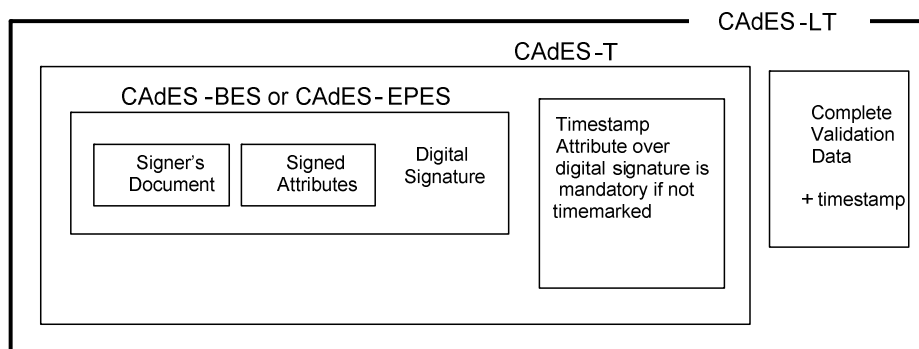 CAdES-LT
CAdES-T
CAdES -BES or CAdES- EPES
Signer's
Document
Signed
Attributes
Digital
Signature
Timestamp
Attribute over
digital signature is
mandatory if not
timemarked
Complete
Validation
Data
+ timestamp